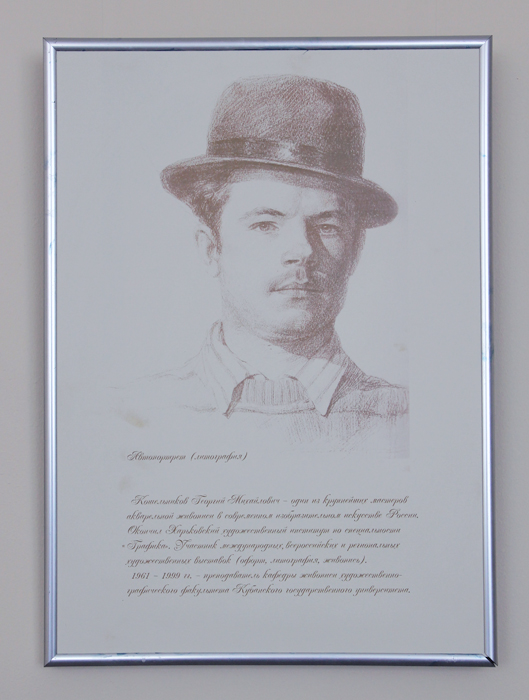 Автопортрет (литография)
Котельников Георгий Михайлович – один из крупнейших мастеров
акварельной живописи в современном изобразительном искусстве России.
Окончил Харьковский художественный институт по специальности
«Графика». Участник международных, всероссийских и региональных
художественных выставок (офорт, литография, живопись).
1961 – 1999 гг. – преподаватель кафедры живописи художественно-
графического факультета Кубанского государственного университета.